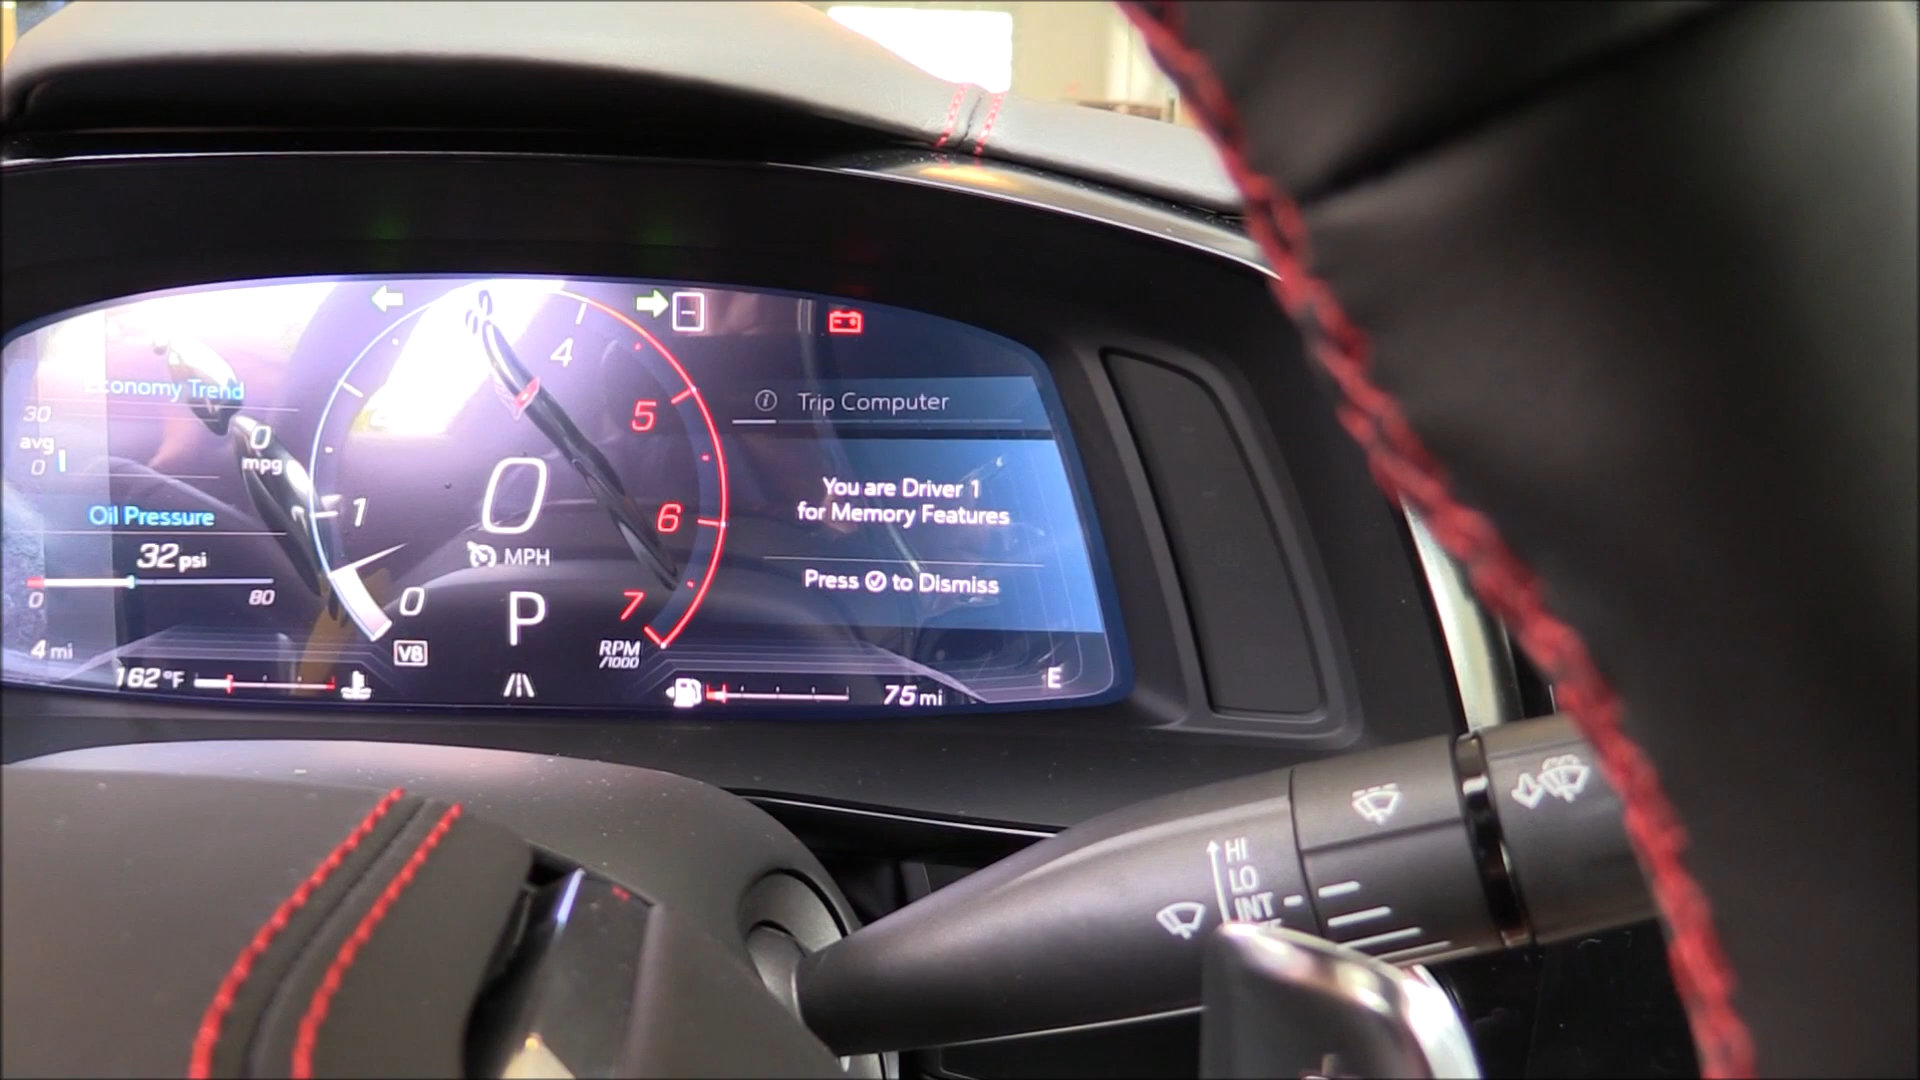 Economy Trend
30
avg
0
0
mpg
Oil Pressure
32 psi
0
80
4 mi
162 °F
0
1
4
5
6
7
0
MPH
P
V8
RPM
/1000
Trip Computer
You are Driver 1
for Memory Features
Press to Dismiss
75 mi
E
HI
LO
INT